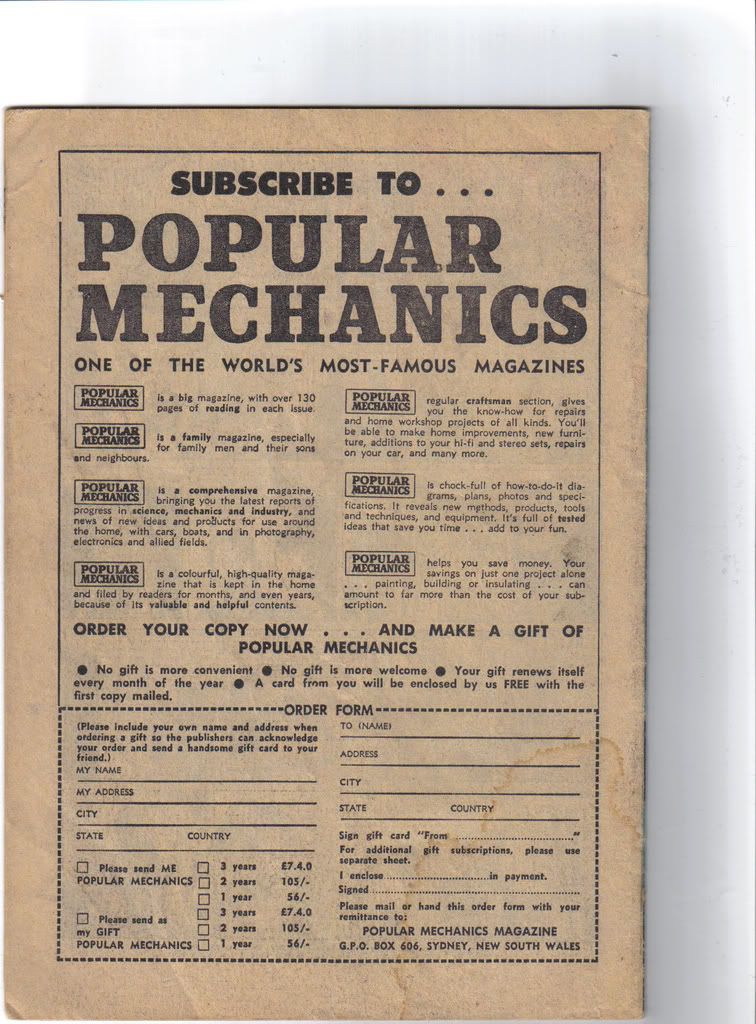 SUBSCRIBE TO . . .
POPULAR
MECHANICS
ONE OF THE WORLD'S MOST-FAMOUS MAGAZINES
POPULAR
MECHANICS
is a big magazine, with over 130
pages of reading in each issue.
POPULAR
MECHANICS
is a family magazine, especially
for family men and their sons
and neighbours.
POPULAR
MECHANICS
is a comprehensive magazine,
bringing you the latest reports of
progress in science, mechanics and industry, and
news of new ideas and products for use around
the home, with cars, boats, and in photography,
electronics and allied fields.
POPULAR
MECHANICS
is a colourful, high-quality maga-
zine that is kept in the home
and filed by readers for months, and even years,
because of its valuable and helpful contents.
POPULAR
MECHANICS
regular craftsman section, gives
you the know-how for repairs
and home workshop projects of all kinds. You'll
be able to make home improvements, new furni-
ture, additions to your hi-fi and stereo sets, repairs
on your car, and many more.
POPULAR
MECHANICS
is chock-full of how-to-do-it dia-
grams, plans, photos and speci-
fications. It reveals new methods, products, tools
and techniques, and equipment. It's full of tested
ideas that save you time . . . add to your fun.
POPULAR
MECHANICS
helps you save money. Your
savings on just one project alone
. . . painting, building or insulating . . . can
amount to far more than the cost of your sub-
scription.
ORDER YOUR COPY NOW . . . AND MAKE A GIFT OF
POPULAR MECHANICS
● No gift is more convenient ● No gift is more welcome ● Your gift renews itself
every month of the year ● A card from you will be enclosed by us FREE with the
first copy mailed.
ORDER FORM
(Please include your own name and address when
ordering a gift so the publishers can acknowledge
your order and send a handsome gift card to your
friend.)
MY NAME
MY ADDRESS
CITY
STATE COUNTRY
☐ Please send ME ☐ 3 years £7.4.0
POPULAR MECHANICS ☐ 2 years 105/-
☐ 1 year 56/-
☐ Please send as ☐ 3 years £7.4.0
my GIFT ☐ 2 years 105/-
POPULAR MECHANICS ☐ 1 year 56/-
TO (NAME)
ADDRESS
CITY
STATE COUNTRY
Sign gift card "From ...................................."
For additional gift subscriptions, please use
separate sheet.
I enclose ................................in payment.
Signed................................................................
Please mail or hand this order form with your
remittance to:
POPULAR MECHANICS MAGAZINE
G.P.O. BOX 606, SYDNEY, NEW SOUTH WALES